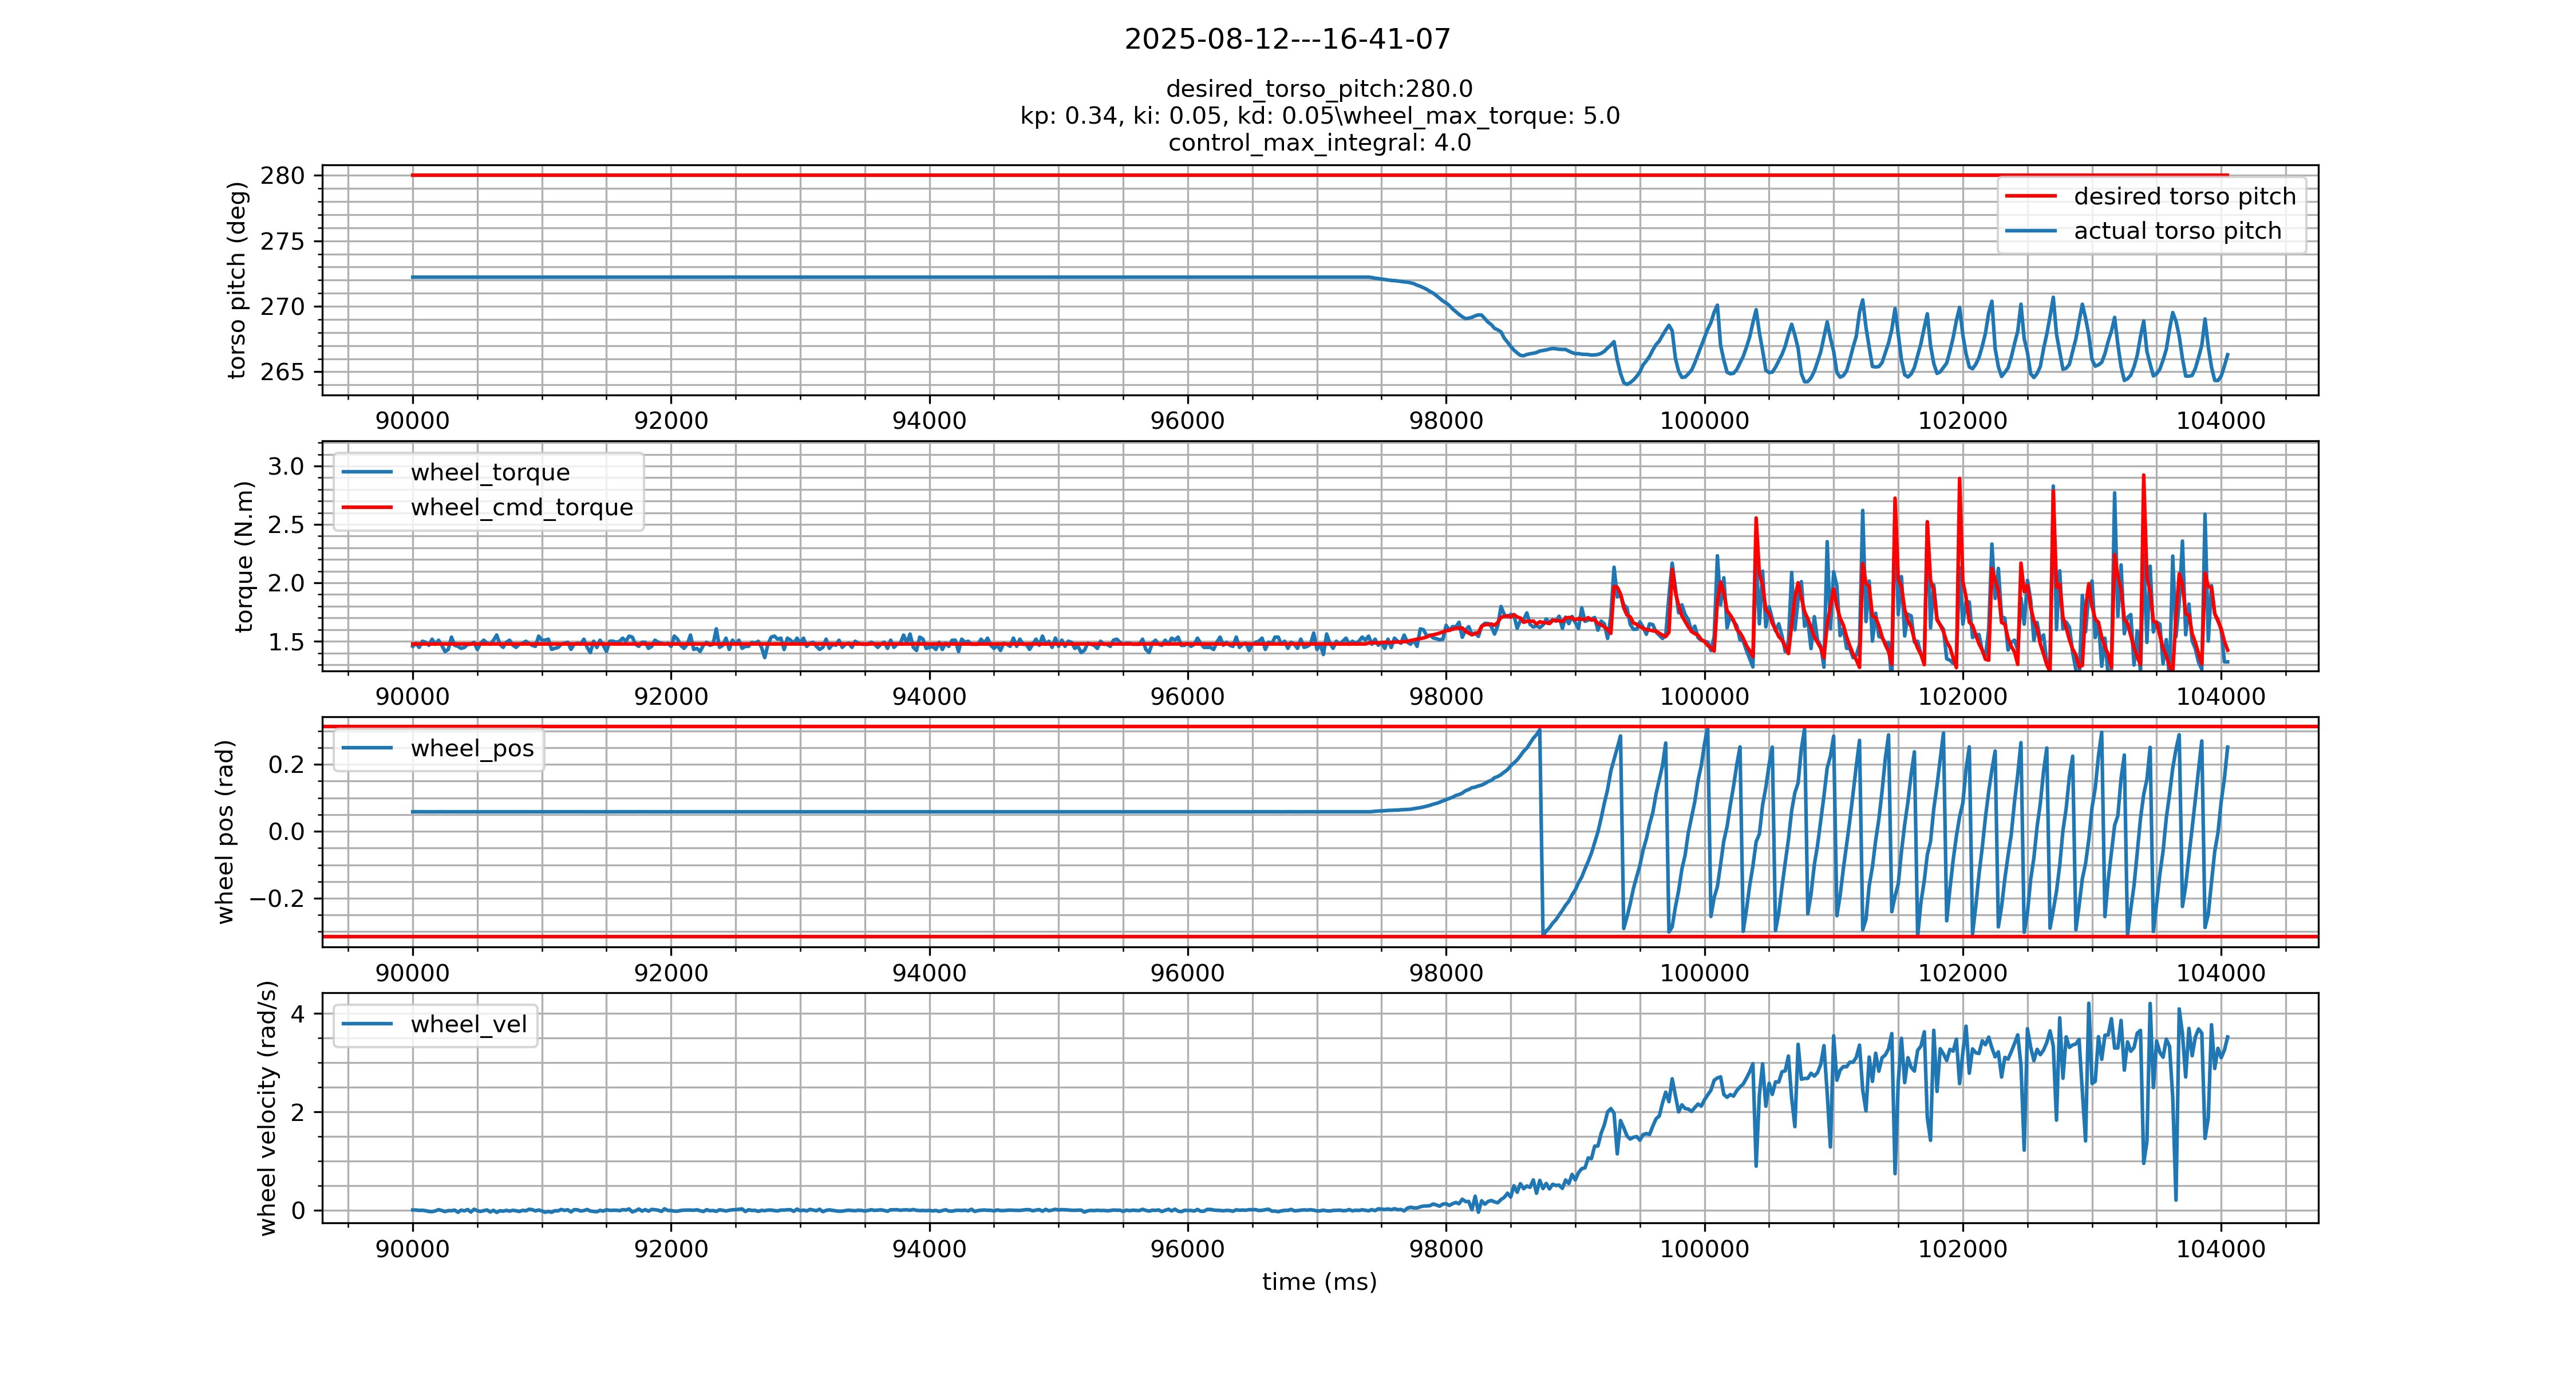 2025-08-12---16-41-07
desired_torso_pitch:280.0
kp: 0.34, ki: 0.05, kd: 0.05\wheel_max_torque: 5.0
control_max_integral: 4.0
torso pitch (deg)
280
275
270
265
desired torso pitch
actual torso pitch
90000 92000 94000 96000 98000 100000 102000 104000
torque (N.m)
3.0
2.5
2.0
1.5
wheel_torque
wheel_cmd_torque
90000 92000 94000 96000 98000 100000 102000 104000
wheel pos (rad)
0.2
0.0
−0.2
wheel_pos
90000 92000 94000 96000 98000 100000 102000 104000
wheel velocity (rad/s)
4
2
0
wheel_vel
90000 92000 94000 96000 98000 100000 102000 104000
time (ms)